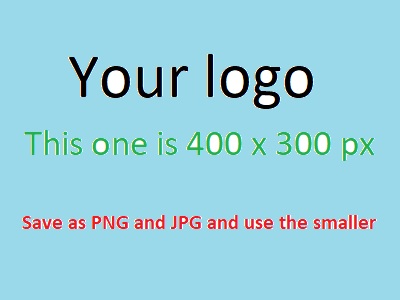 Your logo
This one is 400 x 300 px
Save as PNG and JPG and use the smaller